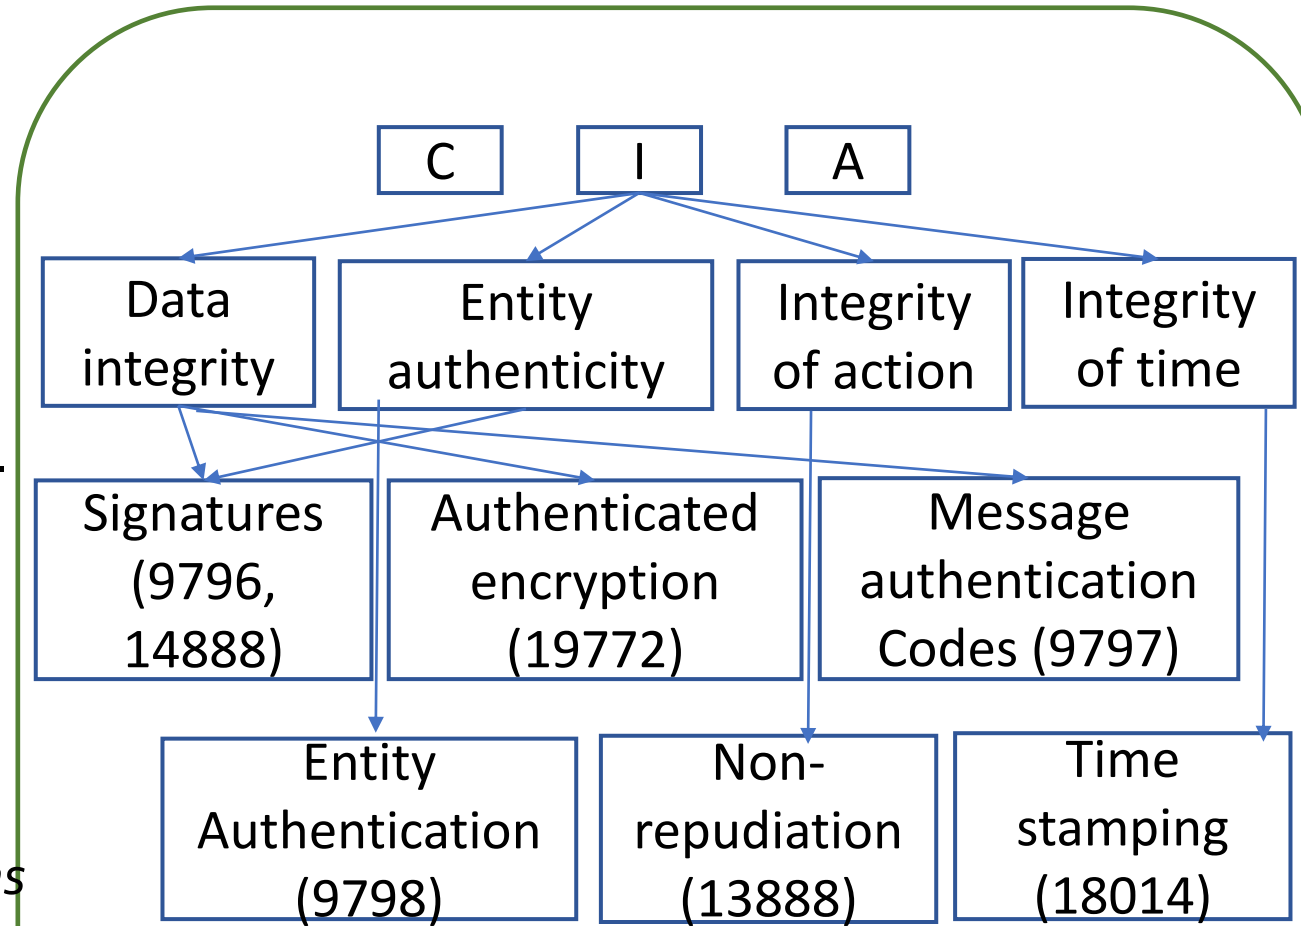 C
I
A
Data
integrity
Entity
authenticity
Integrity
of action
Integrity
of time
Signatures
(9796,
14888)
Authenticated
encryption
(19772)
Message
authentication
Codes (9797)
Entity
Authentication
(9798)
Non-
repudiation
(13888)
Time
stamping
(18014)